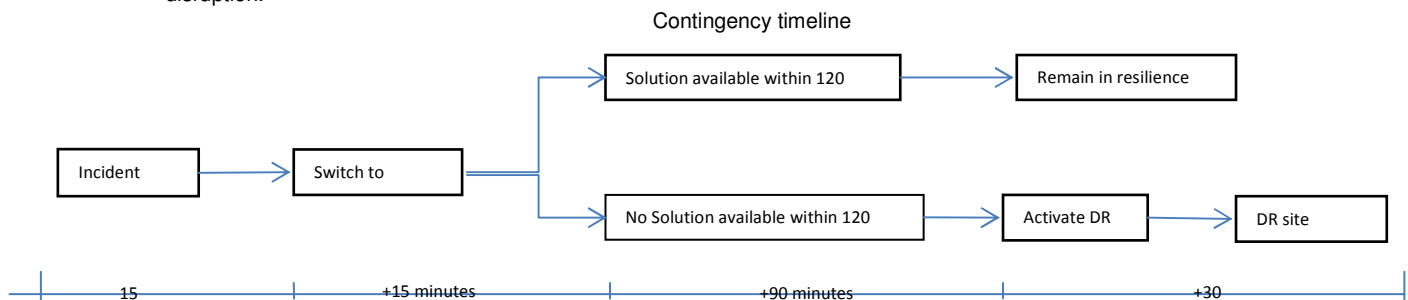 disruption.
Contingency timeline
Solution available within 120
Remain in resilience
Incident
Switch to
No Solution available within 120
Activate DR
DR site
15
+15 minutes
+90 minutes
+30